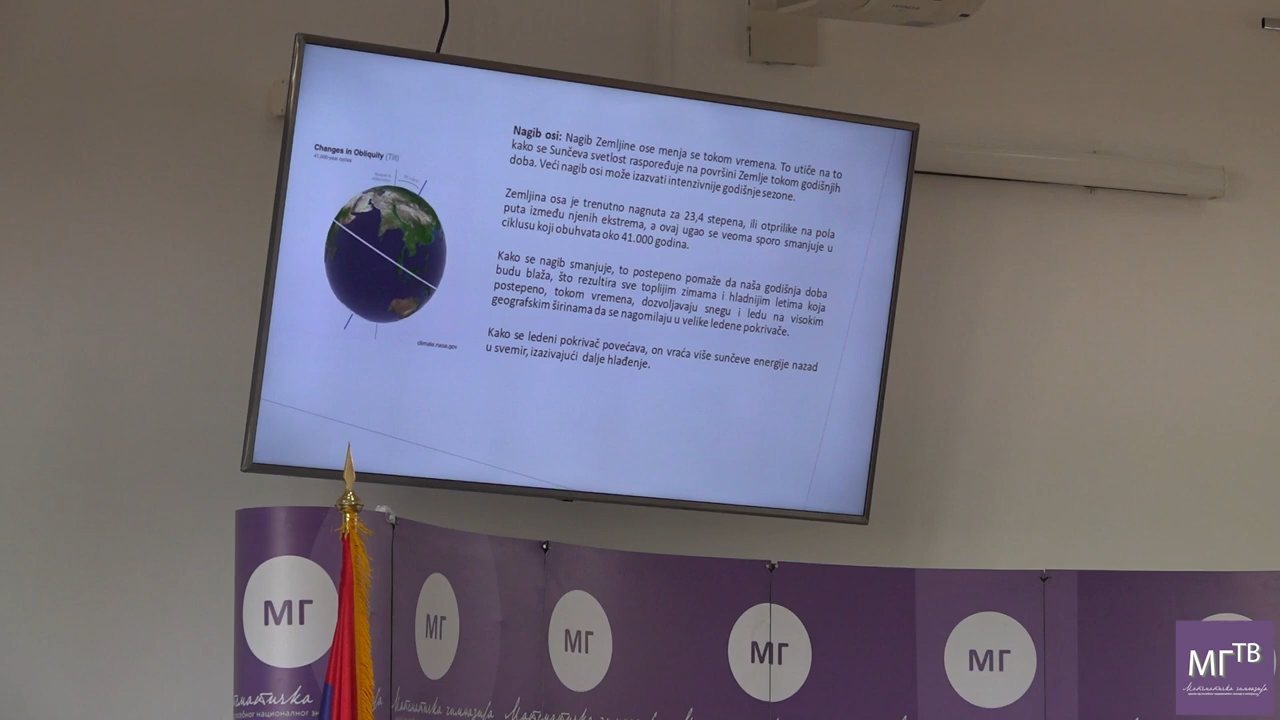 Changes in Obliquity (Tilt)
41,000-year cycles
climate.nasa.gov
Nagib osi: Nagib Zemljine ose menja se tokom vremena. To utiče na to
kako se Sunčeva svetlost raspoređuje na površini Zemlje tokom godišnjih
doba. Veći nagib osi može izazvati intenzivnije godišnje sezone.
Zemljina osa je trenutno nagnuta za 23,4 stepena, ili otprilike na pola
puta između njenih ekstrema, a ovaj ugao se veoma sporo smanjuje u
ciklusu koji obuhvata oko 41.000 godina.
Kako se nagib smanjuje, to postepeno pomaže da naša godišnja doba
budu blaža, što rezultira sve toplijim zimama i hladnijim letima koja
postepeno, tokom vremena, dozvoljavaju snegu i ledu na visokim
geografskim širinama da se nagomilaju u velike ledene pokrivače.
Kako se ledeni pokrivač povećava, on vraća više sunčeve energije nazad
u svemir, izazivajući dalje hlađenje.
МГ
МГ
МГ
МГ
МГ
Математичка гимназија
Математичка гимназија
МГТВ
Математичка гимназија